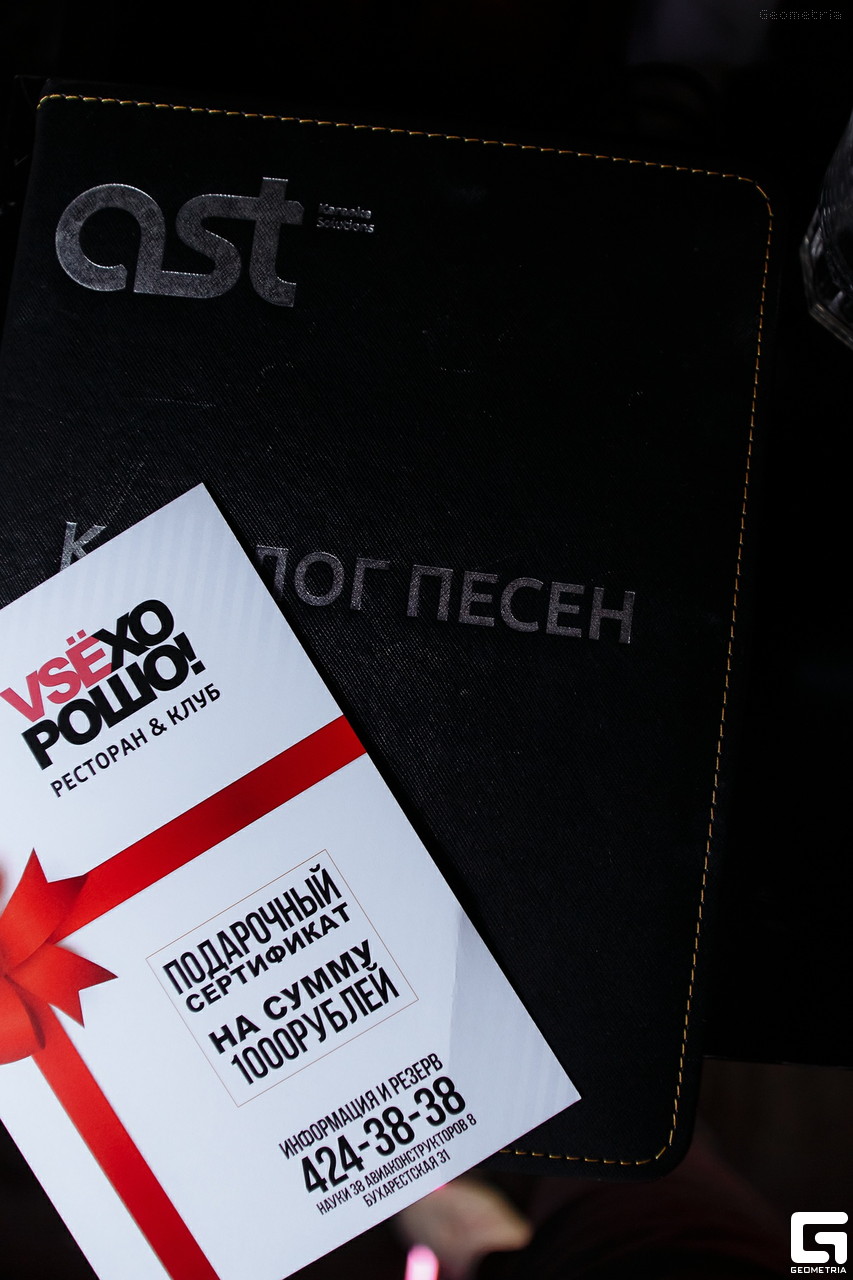 Geometria
ast
Karaoke
Solutions
К ЛОГ ПЕСЕН
VSЁХО
РОШО!
РЕСТОРАН & КЛУБ
ПОДАРОЧНЫЙ
СЕРТИФИКАТ
НА СУММУ
1000РУБЛЕЙ
ИНФОРМАЦИЯ И РЕЗЕРВ
424-38-38
НАУКИ 38 АВИАКОНСТРУКТОРОВ 8
БУХАРЕСТСКАЯ 31
GEOMETRIA